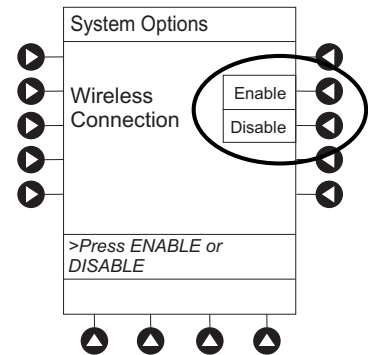 System Options
Wireless
Connection
Enable
Disable
>Press ENABLE or
DISABLE